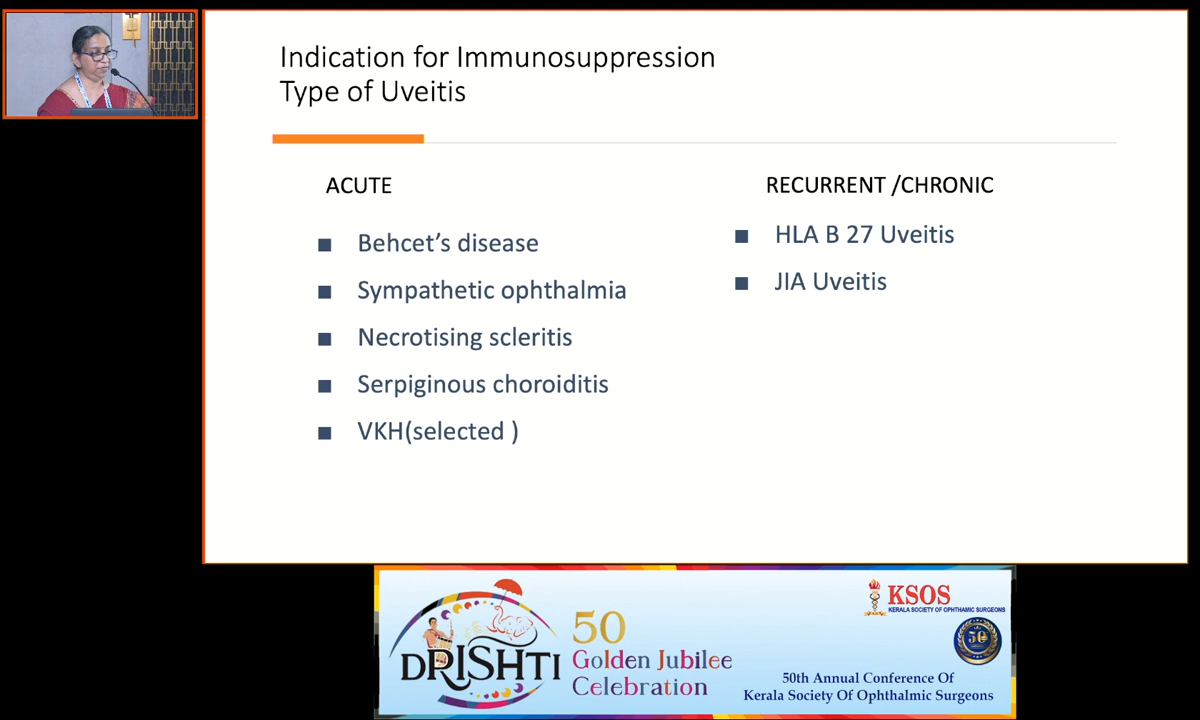 Indication for Immunosuppression
Type of Uveitis
ACUTE
■ Behcet’s disease
■ Sympathetic ophthalmia
■ Necrotising scleritis
■ Serpiginous choroiditis
■ VKH(selected )
RECURRENT /CHRONIC
■ HLA B 27 Uveitis
■ JIA Uveitis
DRISHTI
50
Golden Jubilee
Celebration
KSOS
KERALA SOCIETY OF OPHTHAMIC SURGEONS
50
50th Annual Conference Of
Kerala Society Of Ophthalmic Surgeons